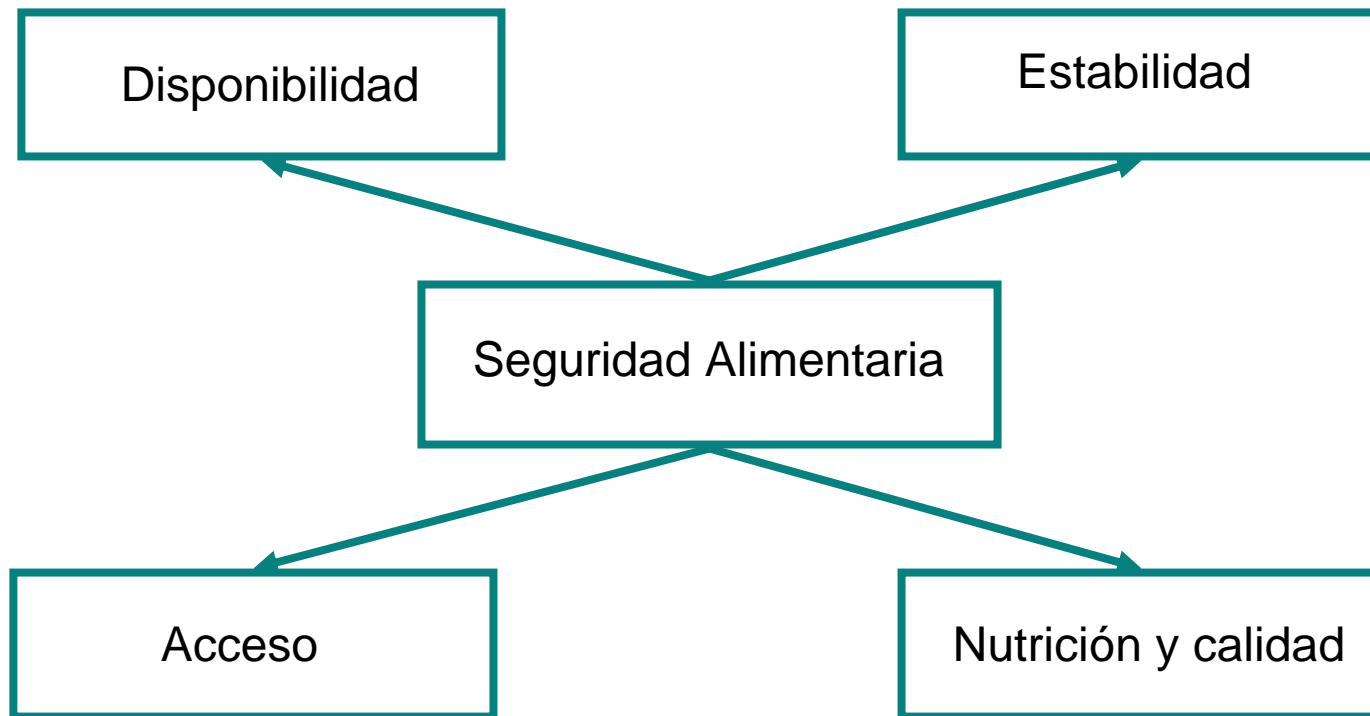 Disponibilidad
Estabilidad
Seguridad Alimentaria
Acceso
Nutrición y calidad